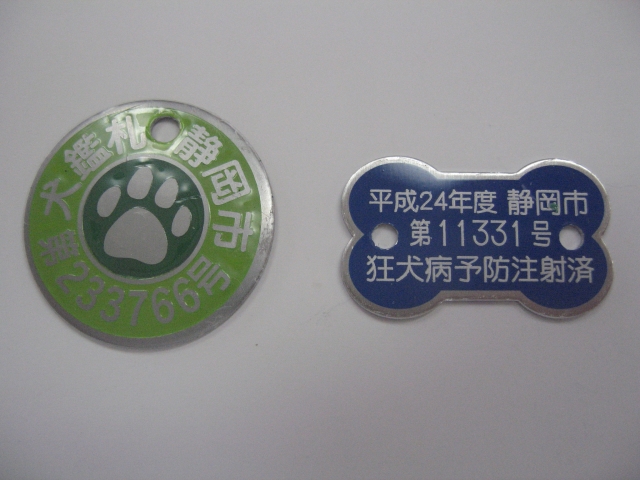 犬鑑札 静岡市
第233766号
平成24年度 静岡市
第11331号
狂犬病予防注射済